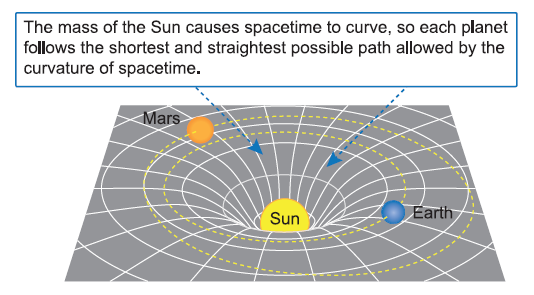 The mass of the Sun causes spacetime to curve, so each planet
follows the shortest and straightest possible path allowed by the
curvature of spacetime.
Mars
Sun
Earth